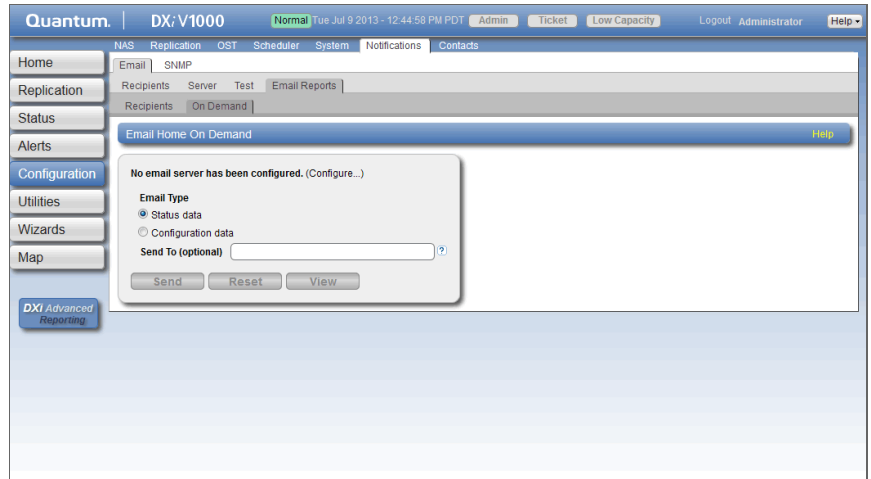 Quantum. DXi V1000 Normal Tue Jul 9 2013 - 12:44:58 PM PDT Admin Ticket Low Capacity Logout Administrator Help
NAS Replication OST Scheduler System Notifications Contacts
Home
Replication
Status
Alerts
Configuration
Utilities
Wizards
Map
DXi Advanced
Reporting
Email SNMP
Recipients Server Test Email Reports
Recipients On Demand
Email Home On Demand Help
No email server has been configured. (Configure...)
Email Type
Status data
Configuration data
Send To (optional) ?
Send Reset View